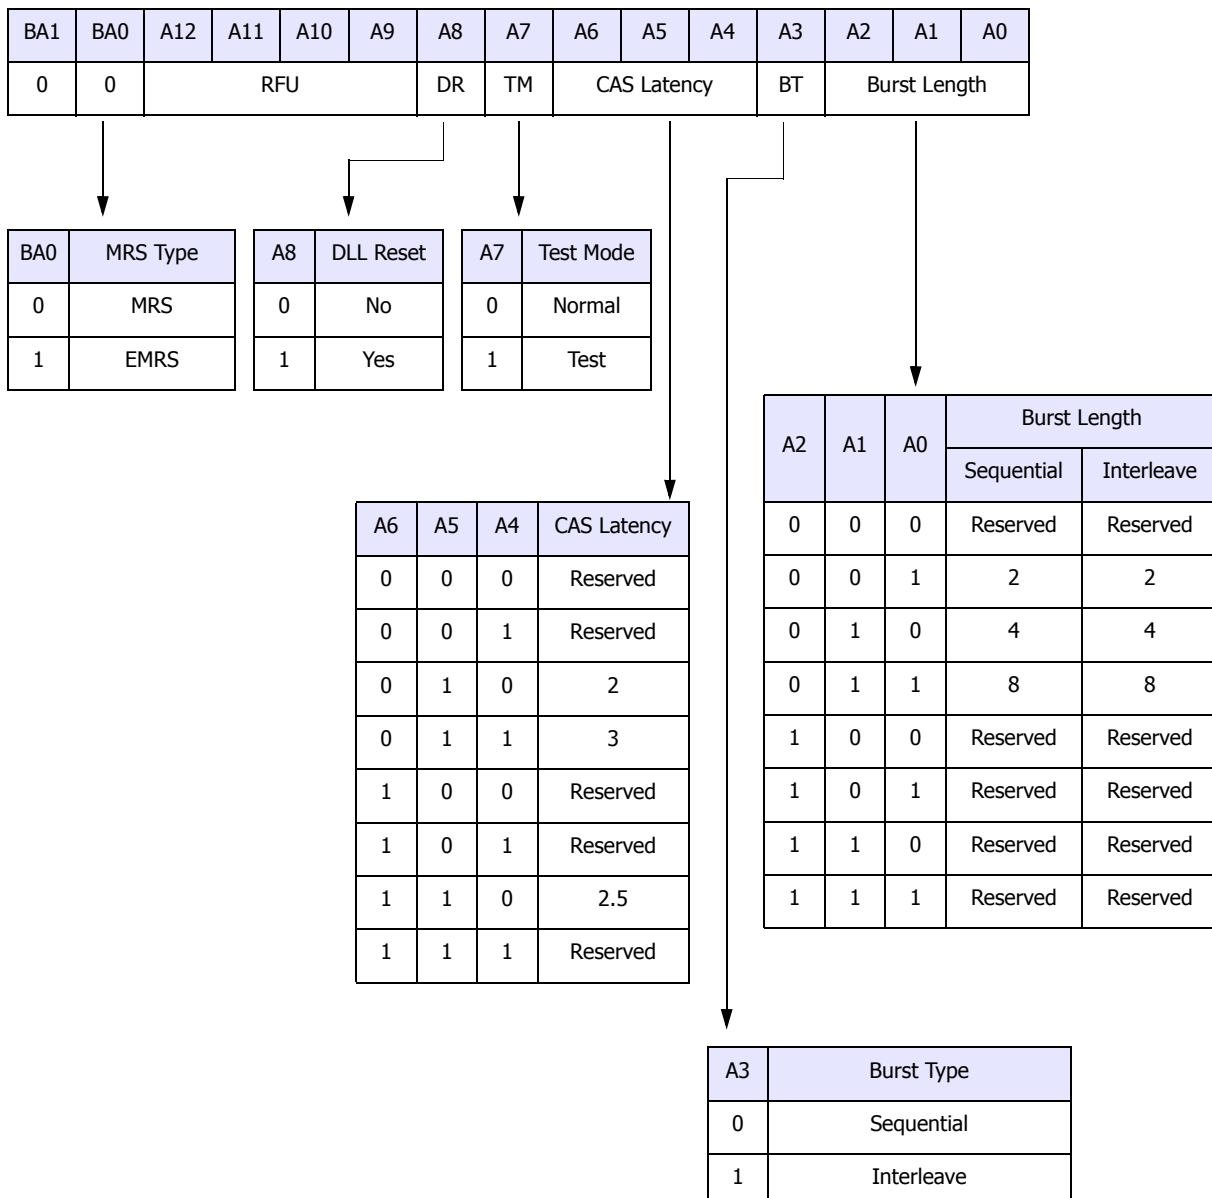 BA1 BA0 A12 A11 A10 A9 A8 A7 A6 A5 A4 A3 A2 A1 A0
0 0 RFU DR TM CAS Latency BT Burst Length
BA0 MRS Type
0 MRS
1 EMRS
A8 DLL Reset
0 No
1 Yes
A7 Test Mode
0 Normal
1 Test
A6 A5 A4 CAS Latency
0 0 0 Reserved
0 0 1 Reserved
0 1 0 2
0 1 1 3
1 0 0 Reserved
1 0 1 Reserved
1 1 0 2.5
1 1 1 Reserved
A2 A1 A0 Burst Length
Sequential Interleave
0 0 0 Reserved Reserved
0 0 1 2 2
0 1 0 4 4
0 1 1 8 8
1 0 0 Reserved Reserved
1 0 1 Reserved Reserved
1 1 0 Reserved Reserved
1 1 1 Reserved Reserved
A3 Burst Type
0 Sequential
1 Interleave